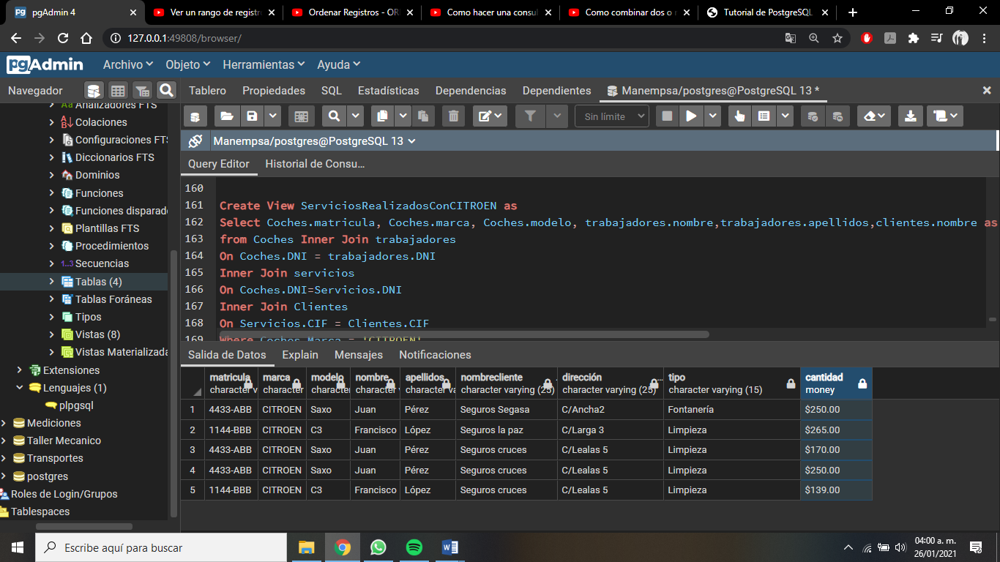 pgAdmin 4
Ver un rango de registr
Ordenar Registros - OR
Como hacer una consul
Como combinar dos o
Tutorial de PostgreSQL
127.0.0.1:49808/browser/
pgAdmin Archivo Objeto Herramientas Ayuda
Navegador
Tablero Propiedades SQL Estadísticas Dependencias Dependientes Manempsa/postgres@PostgreSQL 13 *
Sin límite
Manempsa/postgres@PostgreSQL 13
Query Editor Historial de Consu...
Analizadores FTS
Colaciones
Configuraciones FTS
Diccionarios FTS
Dominios
Funciones
Funciones disparad
Plantillas FTS
Procedimientos
1..3 Secuencias
Tablas (4)
Tablas Foráneas
Tipos
Vistas (8)
Vistas Materializada
Extensiones
Lenguajes (1)
plpgsql
Mediciones
Taller Mecanico
Transportes
postgres
Roles de Login/Grupos
Tablespaces
160
161 Create View ServiciosRealizadosConCITROEN as
162 Select Coches.matricula, Coches.marca, Coches.modelo, trabajadores.nombre,trabajadores.apellidos,clientes.nombre as
163 from Coches Inner Join trabajadores
164 On Coches.DNI = trabajadores.DNI
165 Inner Join servicios
166 On Coches.DNI=Servicios.DNI
167 Inner Join Clientes
168 On Servicios.CIF = Clientes.CIF
169 Where Coches.Marca = 'CITROEN'
Salida de Datos Explain Mensajes Notificaciones
matricula marca modelo nombre apellidos nombrecliente dirección tipo cantidad
character v character character character character va character varying (25) character varying (25) character varying (15) money
1 4433-ABB CITROEN Saxo Juan Pérez Seguros Segasa C/Ancha2 Fontanería $250.00
2 1144-BBB CITROEN C3 Francisco López Seguros la paz C/Larga 3 Limpieza $265.00
3 4433-ABB CITROEN Saxo Juan Pérez Seguros cruces C/Lealas 5 Limpieza $170.00
4 4433-ABB CITROEN Saxo Juan Pérez Seguros cruces C/Lealas 5 Limpieza $250.00
5 1144-BBB CITROEN C3 Francisco López Seguros cruces C/Lealas 5 Limpieza $139.00
Escribe aquí para buscar
04:00 a. m.
26/01/2021